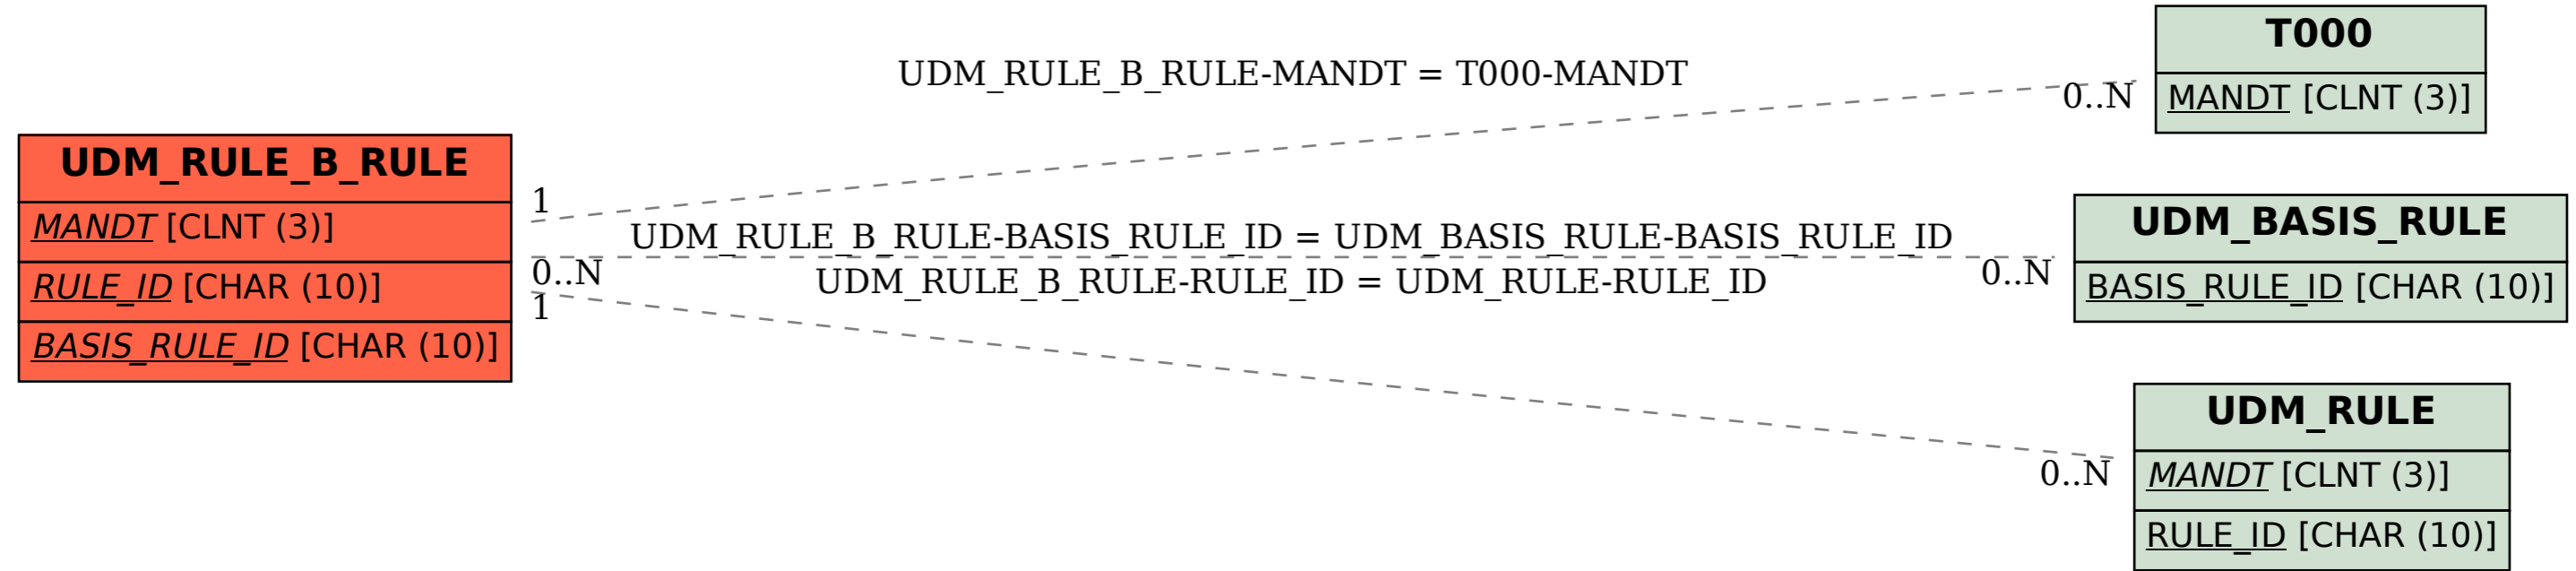 UDM_RULE_B_RULE
MANDT [CLNT (3)]
RULE_ID [CHAR (10)]
BASIS_RULE_ID [CHAR (10)]
UDM_RULE_B_RULE-MANDT = T000-MANDT
1
0..N
UDM_RULE_B_RULE-BASIS_RULE_ID = UDM_BASIS_RULE-BASIS_RULE_ID
0..N
0..N
UDM_RULE_B_RULE-RULE_ID = UDM_RULE-RULE_ID
1
0..N
T000
MANDT [CLNT (3)]
UDM_BASIS_RULE
BASIS_RULE_ID [CHAR (10)]
UDM_RULE
MANDT [CLNT (3)]
RULE_ID [CHAR (10)]